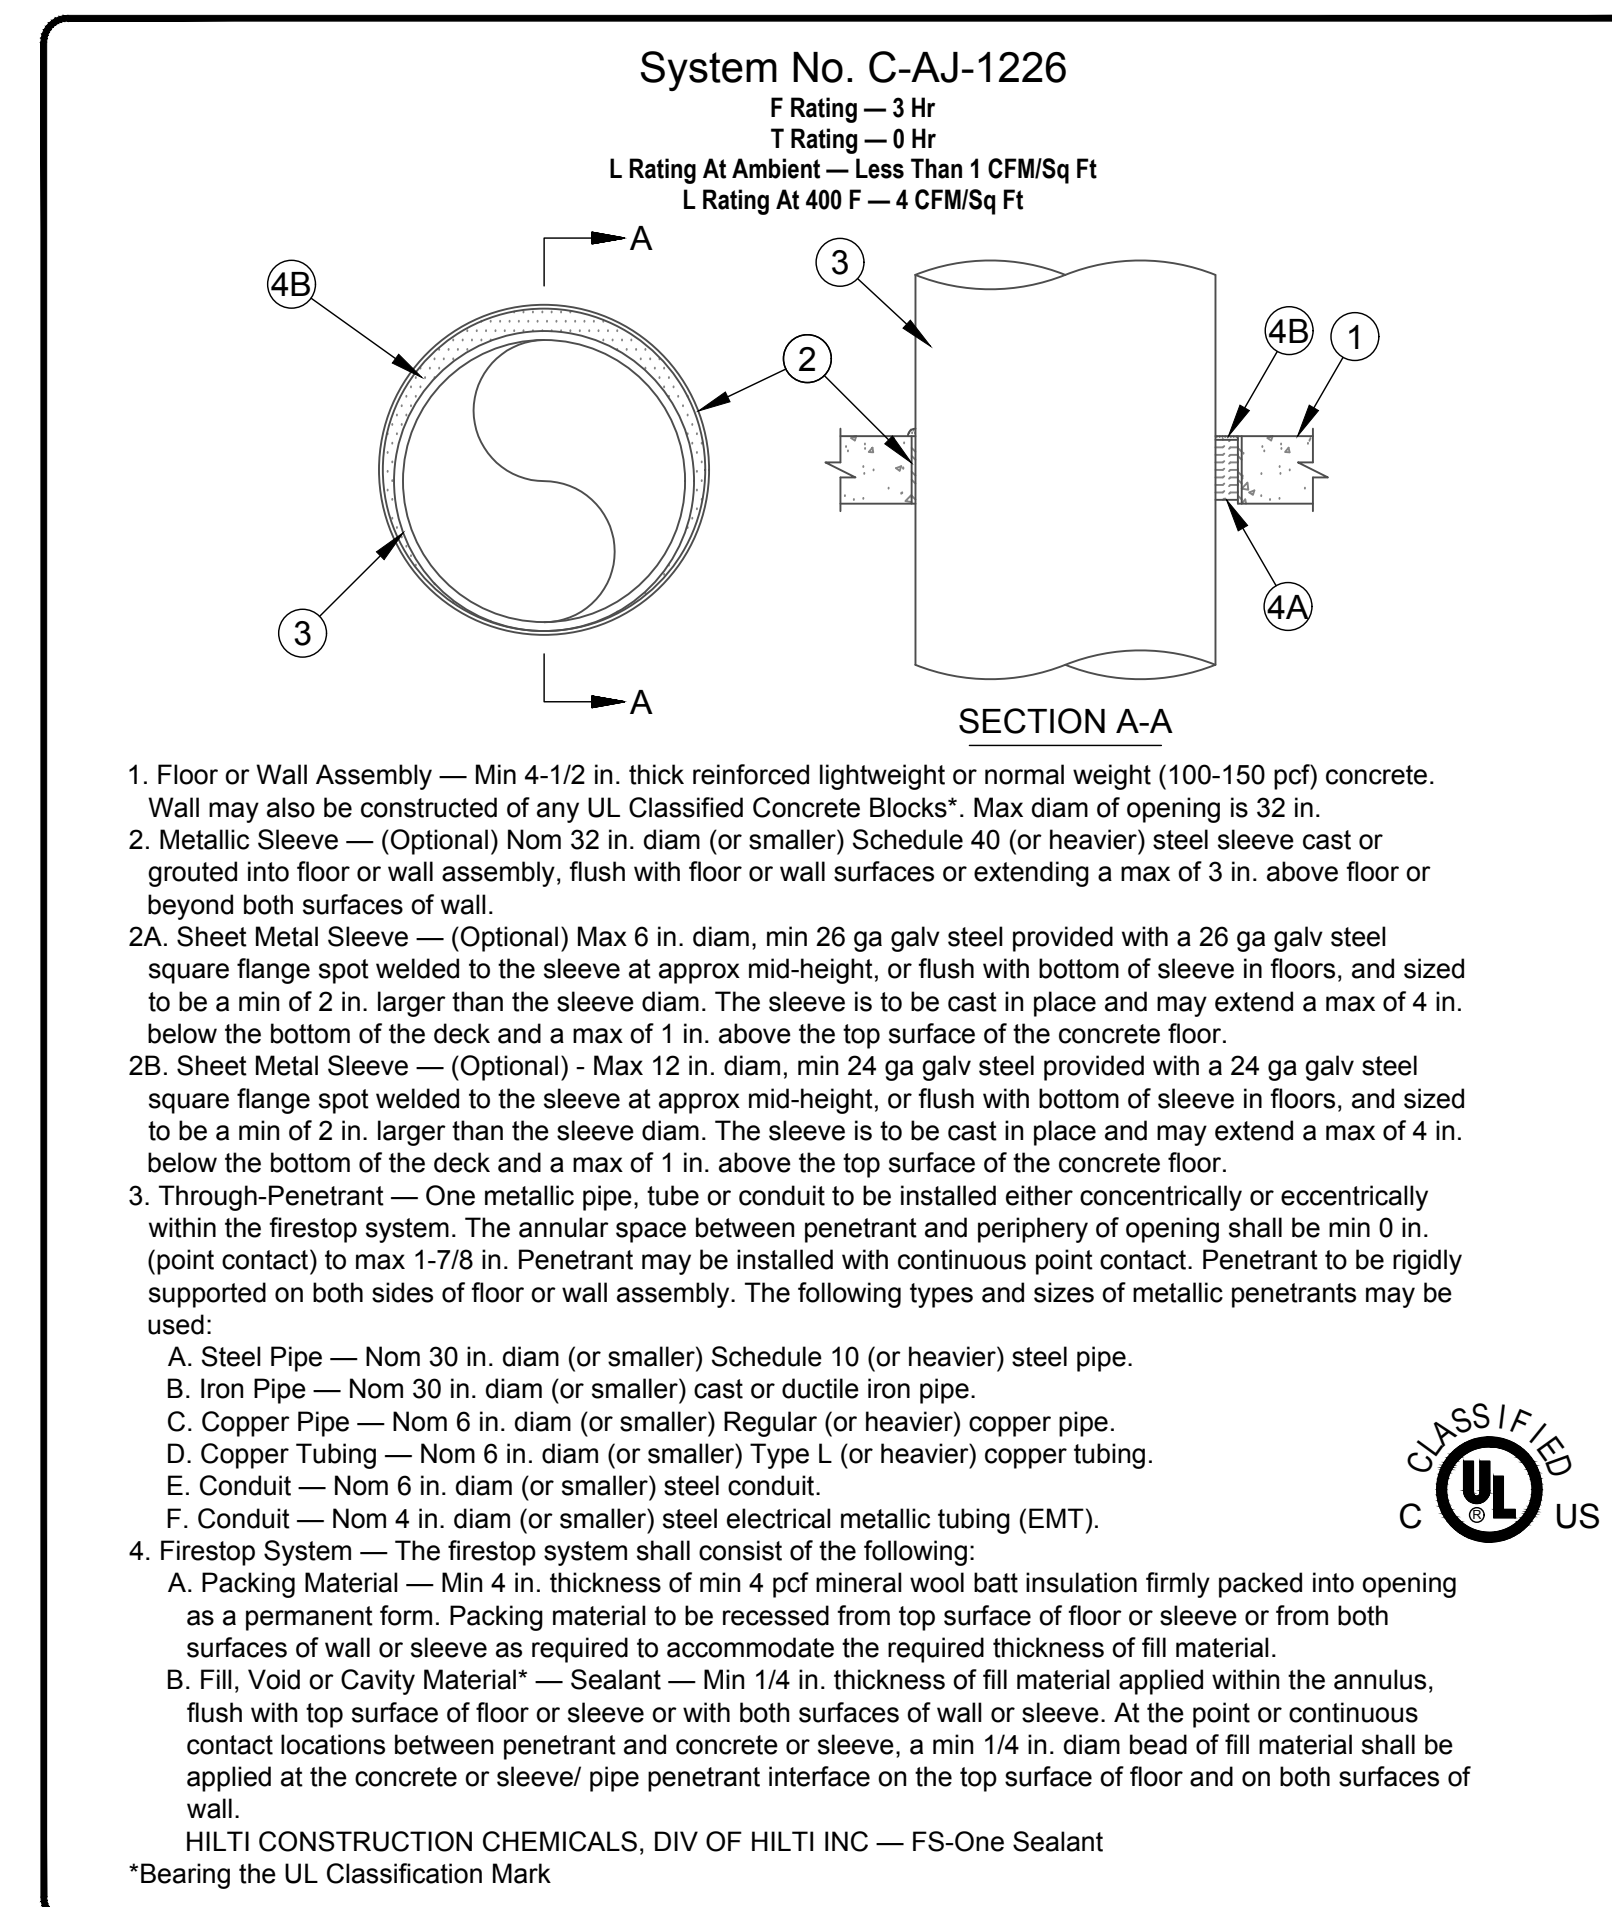 System No. C-AJ-1226
F Rating — 3 Hr
T Rating — 0 Hr
L Rating At Ambient — Less Than 1 CFM/Sq Ft
L Rating At 400 F — 4 CFM/Sq Ft
A
4B
2
3
A
3
4B
1
4A
SECTION A-A
1. Floor or Wall Assembly — Min 4-1/2 in. thick reinforced lightweight or normal weight (100-150 pcf) concrete.
Wall may also be constructed of any UL Classified Concrete Blocks*. Max diam of opening is 32 in.
2. Metallic Sleeve — (Optional) Nom 32 in. diam (or smaller) Schedule 40 (or heavier) steel sleeve cast or
grouted into floor or wall assembly, flush with floor or wall surfaces or extending a max of 3 in. above floor or
beyond both surfaces of wall.
2A. Sheet Metal Sleeve — (Optional) Max 6 in. diam, min 26 ga galv steel provided with a 26 ga galv steel
square flange spot welded to the sleeve at approx mid-height, or flush with bottom of sleeve in floors, and sized
to be a min of 2 in. larger than the sleeve diam. The sleeve is to be cast in place and may extend a max of 4 in.
below the bottom of the deck and a max of 1 in. above the top surface of the concrete floor.
2B. Sheet Metal Sleeve — (Optional) - Max 12 in. diam, min 24 ga galv steel provided with a 24 ga galv steel
square flange spot welded to the sleeve at approx mid-height, or flush with bottom of sleeve in floors, and sized
to be a min of 2 in. larger than the sleeve diam. The sleeve is to be cast in place and may extend a max of 4 in.
below the bottom of the deck and a max of 1 in. above the top surface of the concrete floor.
3. Through-Penetrant — One metallic pipe, tube or conduit to be installed either concentrically or eccentrically
within the firestop system. The annular space between penetrant and periphery of opening shall be min 0 in.
(point contact) to max 1-7/8 in. Penetrant may be installed with continuous point contact. Penetrant to be rigidly
supported on both sides of floor or wall assembly. The following types and sizes of metallic penetrants may be
used:
A. Steel Pipe — Nom 30 in. diam (or smaller) Schedule 10 (or heavier) steel pipe.
B. Iron Pipe — Nom 30 in. diam (or smaller) cast or ductile iron pipe.
C. Copper Pipe — Nom 6 in. diam (or smaller) Regular (or heavier) copper pipe.
D. Copper Tubing — Nom 6 in. diam (or smaller) Type L (or heavier) copper tubing.
E. Conduit — Nom 6 in. diam (or smaller) steel conduit.
F. Conduit — Nom 4 in. diam (or smaller) steel electrical metallic tubing (EMT).
CLASSIFIED
C UL ® US
4. Firestop System — The firestop system shall consist of the following:
A. Packing Material — Min 4 in. thickness of min 4 pcf mineral wool batt insulation firmly packed into opening
as a permanent form. Packing material to be recessed from top surface of floor or sleeve or from both
surfaces of wall or sleeve as required to accommodate the required thickness of fill material.
B. Fill, Void or Cavity Material* — Sealant — Min 1/4 in. thickness of fill material applied within the annulus,
flush with top surface of floor or sleeve or with both surfaces of wall or sleeve. At the point or continuous
contact locations between penetrant and concrete or sleeve, a min 1/4 in. diam bead of fill material shall be
applied at the concrete or sleeve/ pipe penetrant interface on the top surface of floor and on both surfaces of
wall.
HILTI CONSTRUCTION CHEMICALS, DIV OF HILTI INC — FS-One Sealant
*Bearing the UL Classification Mark